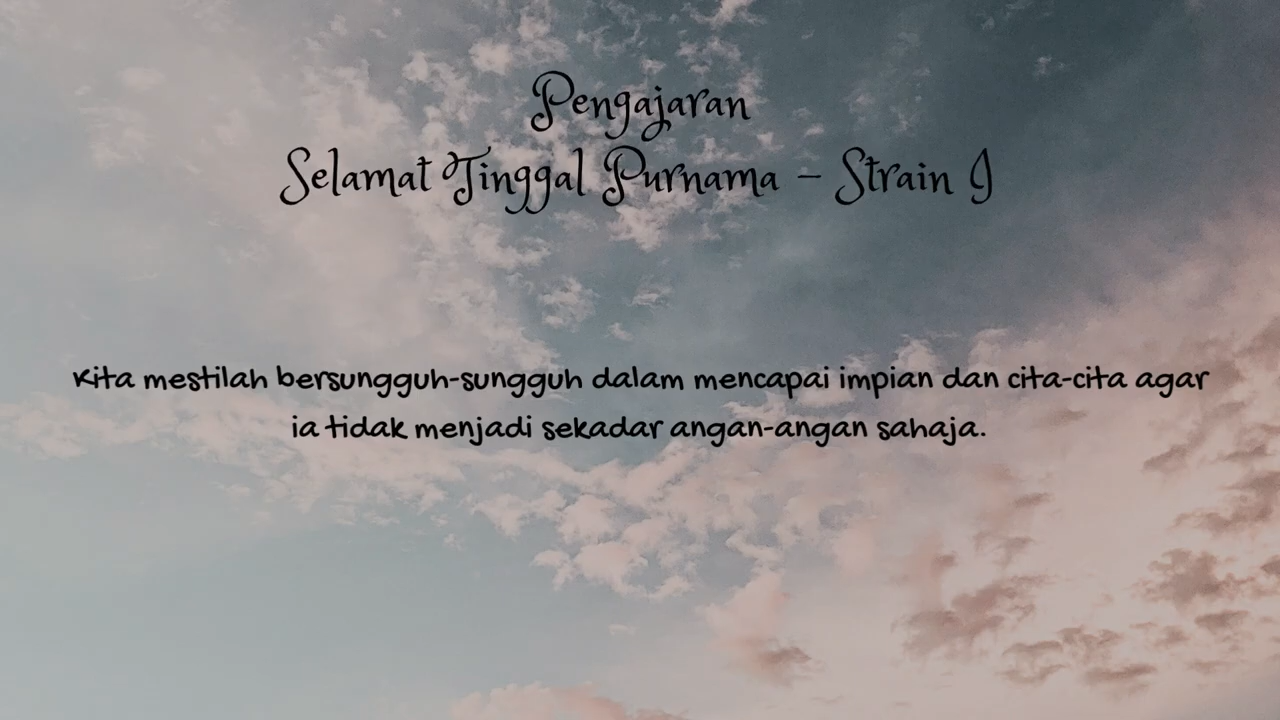 Pengajaran
Selamat Tinggal Purnama - Strain I
Kita mestilah bersungguh-sungguh dalam mencapai impian dan cita-cita agar
ia tidak menjadi sekadar angan-angan sahaja.